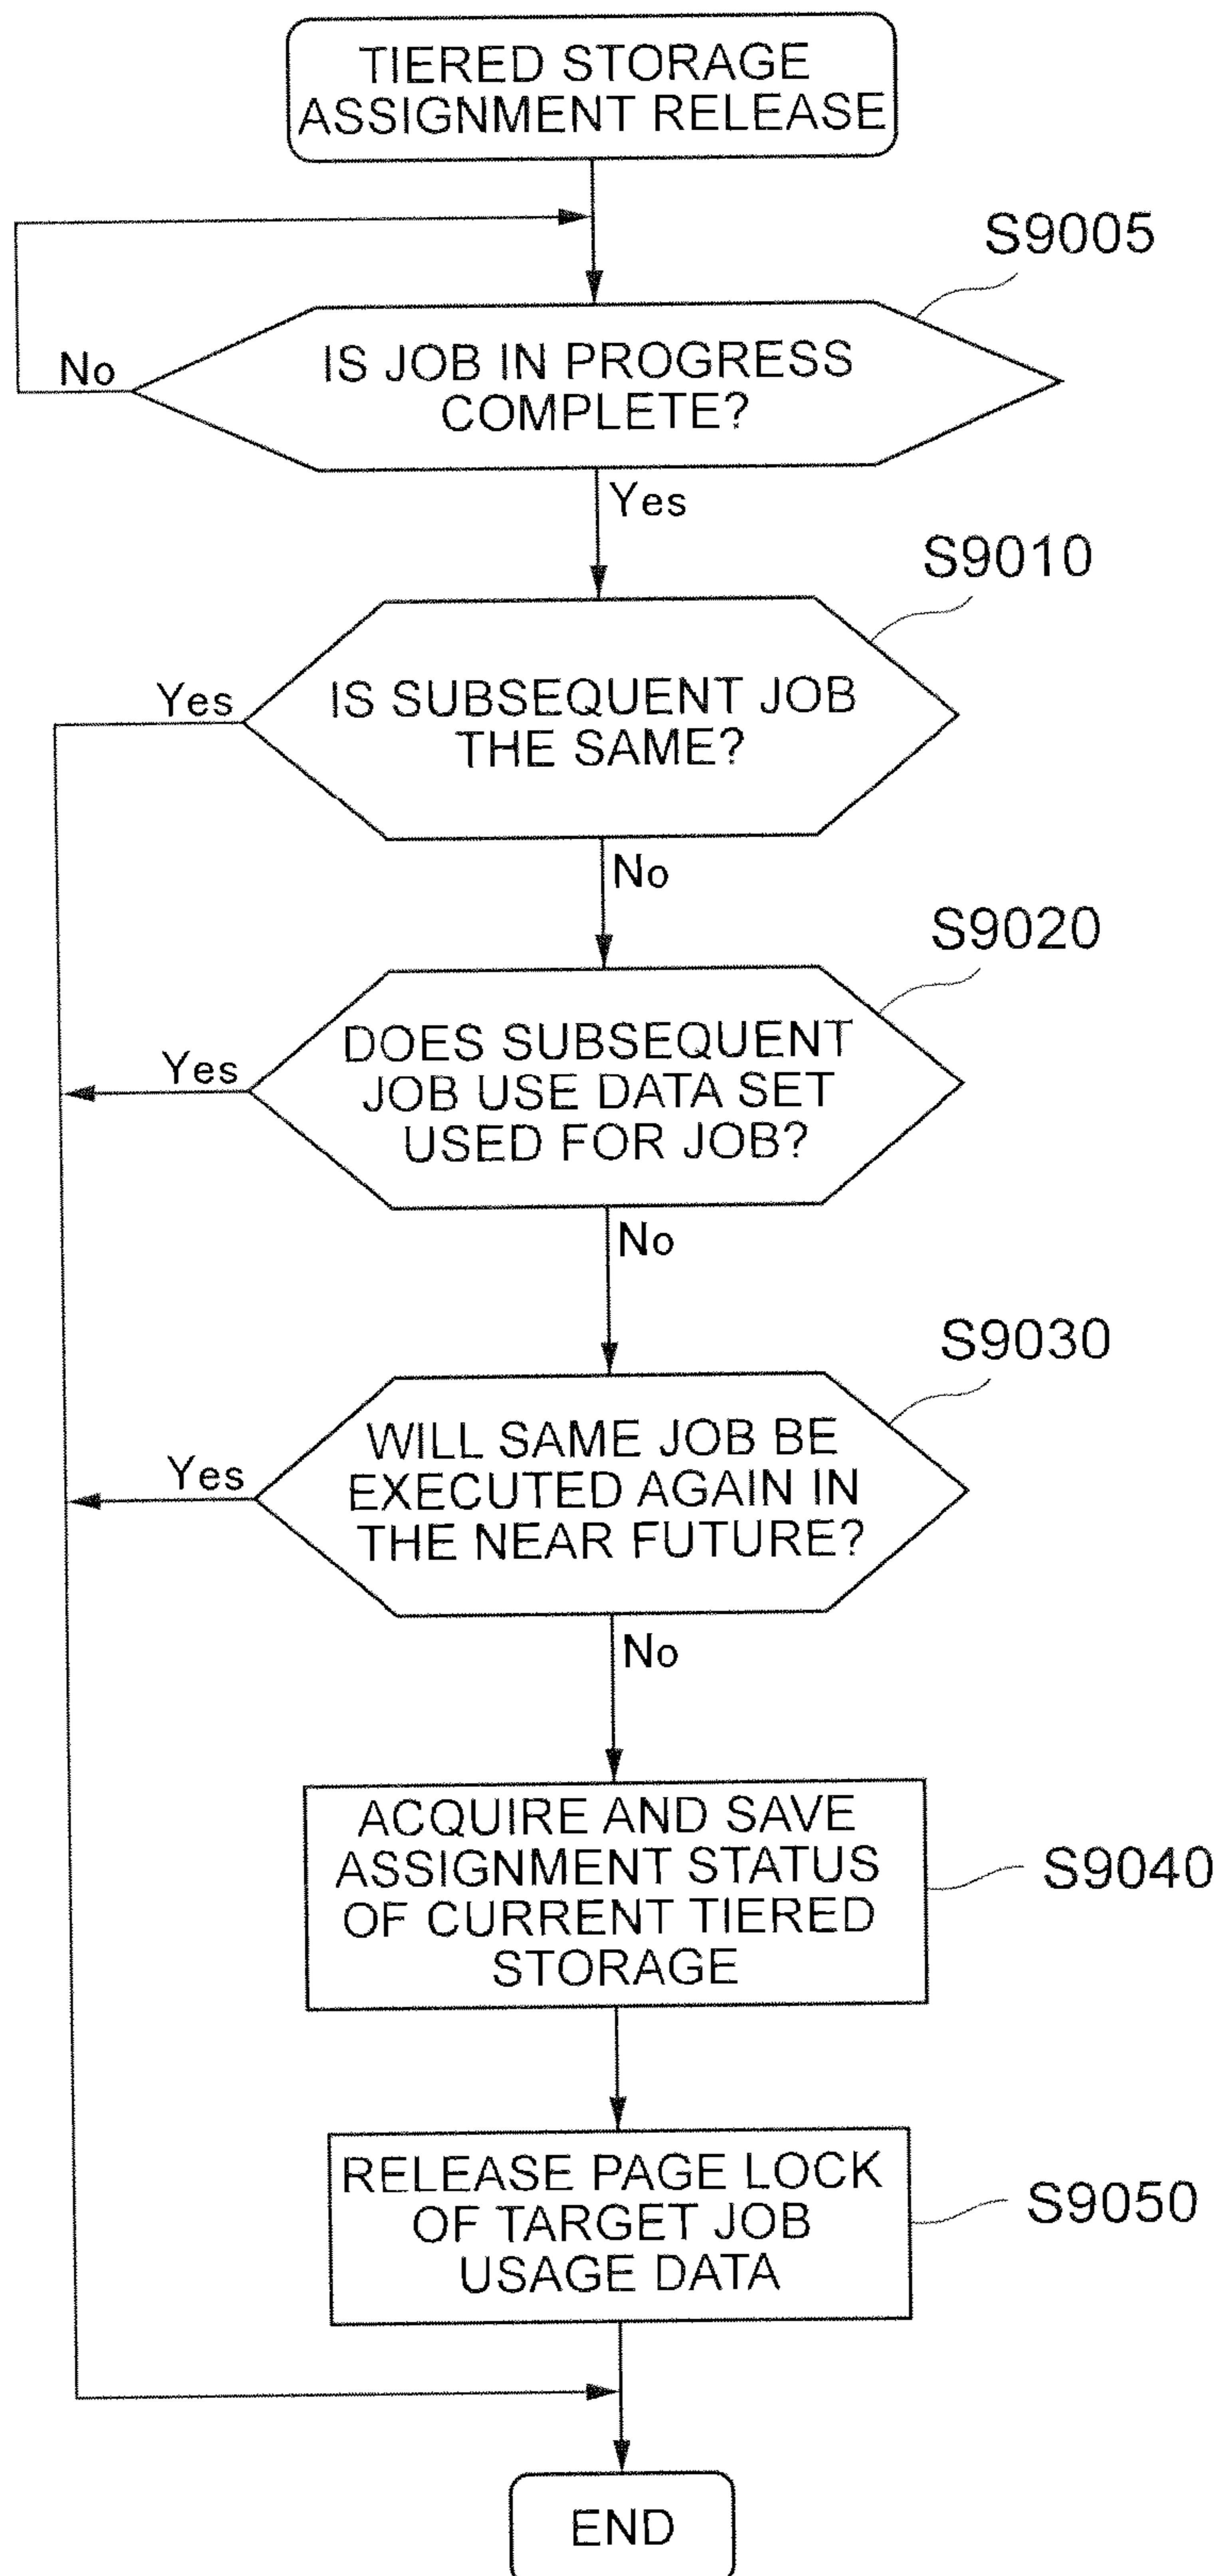 TIERED STORAGE
ASSIGNMENT RELEASE
S9005
No
IS JOB IN PROGRESS
COMPLETE?
Yes
S9010
Yes
IS SUBSEQUENT JOB
THE SAME?
No
S9020
Yes
DOES SUBSEQUENT
JOB USE DATA SET
USED FOR JOB?
No
S9030
Yes
WILL SAME JOB BE
EXECUTED AGAIN IN
THE NEAR FUTURE?
No
ACQUIRE AND SAVE
ASSIGNMENT STATUS
OF CURRENT TIERED
STORAGE
S9040
RELEASE PAGE LOCK
OF TARGET JOB
USAGE DATA
S9050
END